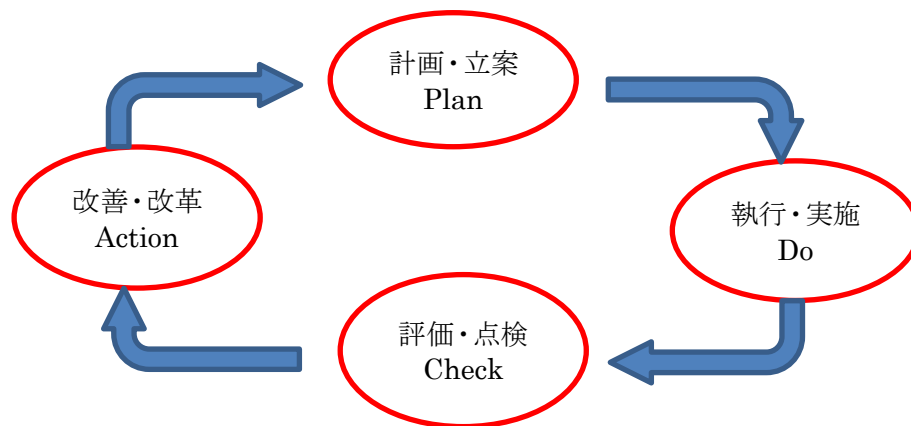 計画・立案
Plan
改善・改革
Action
執行・実施
Do
評価・点検
Check